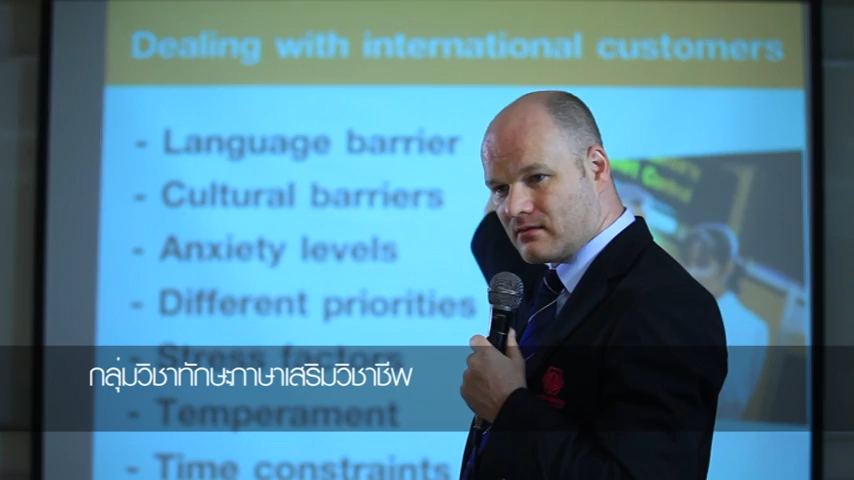 Dealing with international customers
- Language barrier
- Cultural barriers
- Anxiety levels
- Different priorities
- Stress factors
กลุ่มวิชาทักษะภาษาเสริมวิชาชีพ
- Temperament
- Time constraints